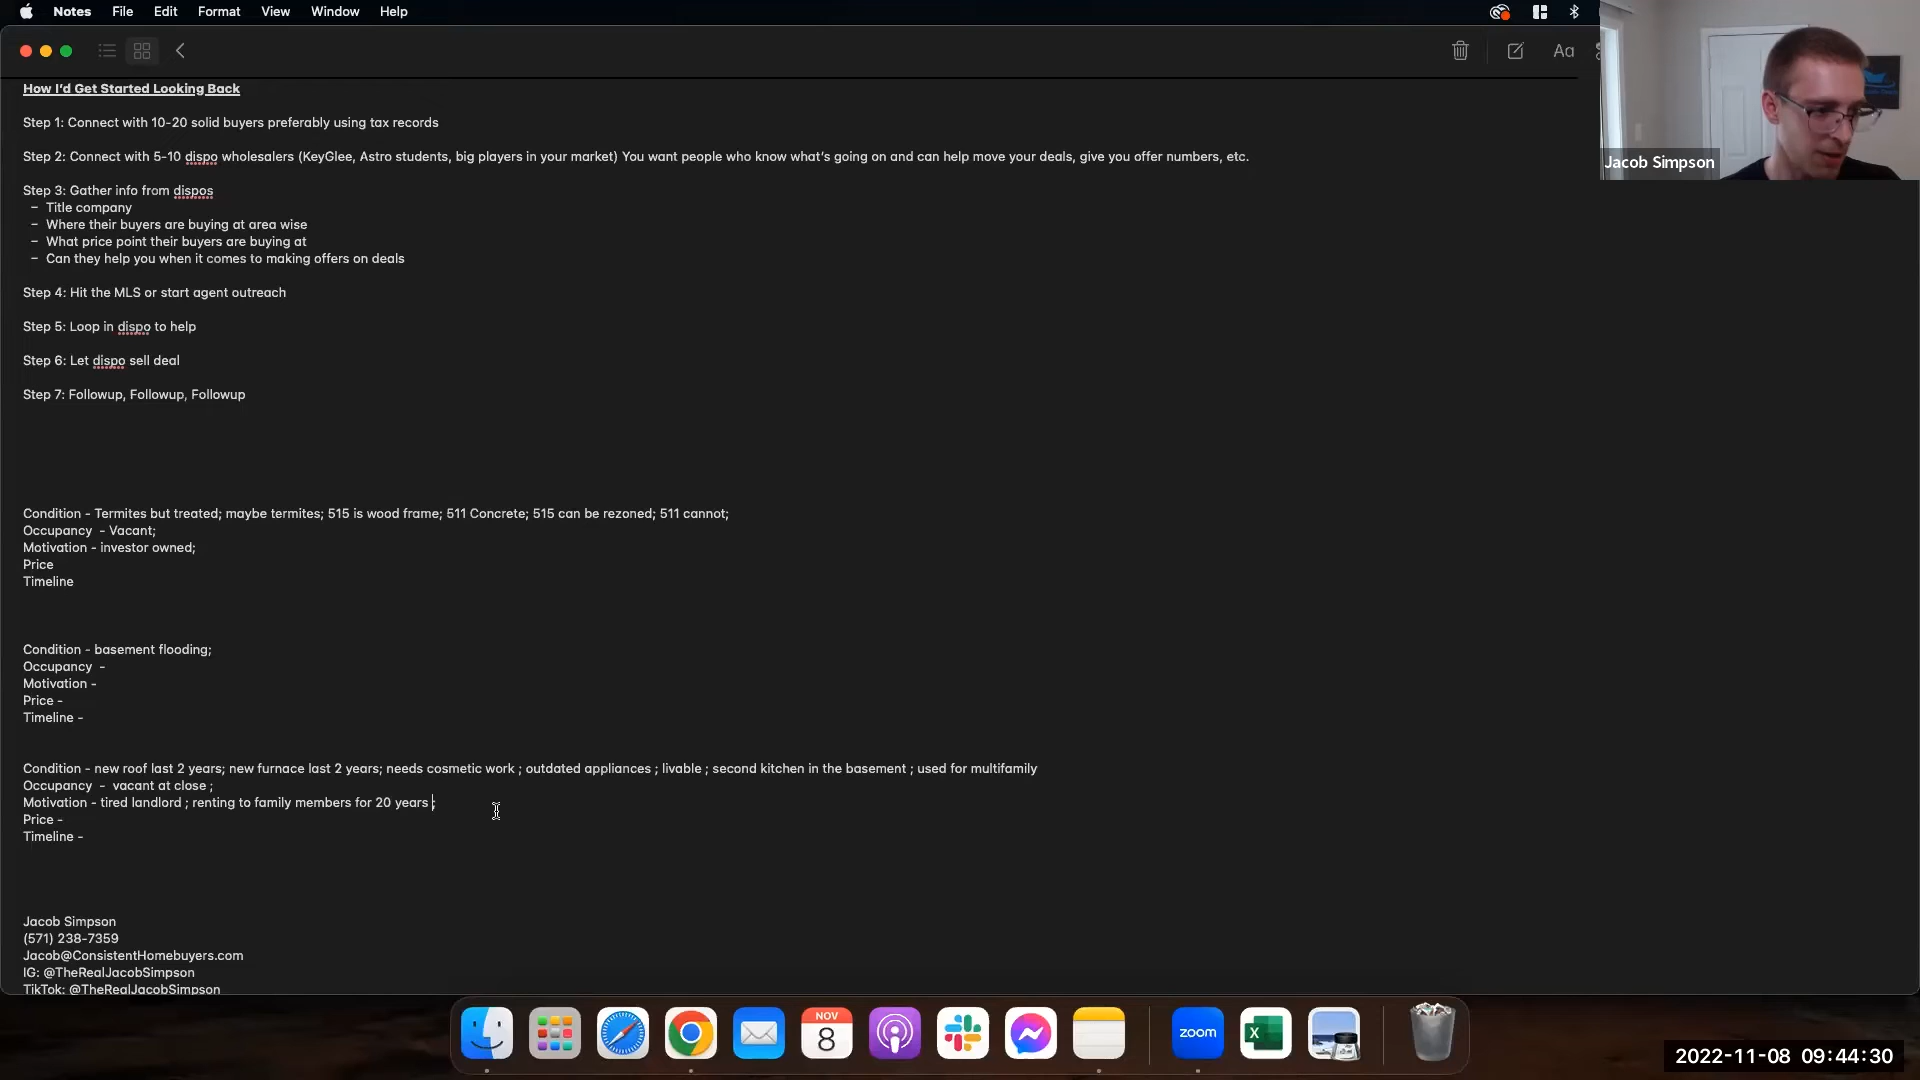 Notes File Edit Format View Window Help
Aa
Jacob Simpson
How I'd Get Started Looking Back
Step 1: Connect with 10-20 solid buyers preferably using tax records
Step 2: Connect with 5-10 dispo wholesalers (KeyGlee, Astro students, big players in your market) You want people who know what's going on and can help move your deals, give you offer numbers, etc.
Step 3: Gather info from dispos
- Title company
- Where their buyers are buying at area wise
- What price point their buyers are buying at
- Can they help you when it comes to making offers on deals
Step 4: Hit the MLS or start agent outreach
Step 5: Loop in dispo to help
Step 6: Let dispo sell deal
Step 7: Followup, Followup, Followup
Condition - Termites but treated; maybe termites; 515 is wood frame; 511 Concrete; 515 can be rezoned; 511 cannot;
Occupancy  - Vacant;
Motivation - investor owned;
Price
Timeline
Condition - basement flooding;
Occupancy  -
Motivation -
Price -
Timeline -
Condition - new roof last 2 years; new furnace last 2 years; needs cosmetic work ; outdated appliances ; livable ; second kitchen in the basement ; used for multifamily
Occupancy  -  vacant at close ;
Motivation - tired landlord ; renting to family members for 20 years ;
Price -
Timeline -
Jacob Simpson
(571) 238-7359
Jacob@ConsistentHomebuyers.com
IG: @TheRealJacobSimpson
TikTok: @TheRealJacobSimpson
NOV
8
zoom
X
2022-11-08 09:44:30